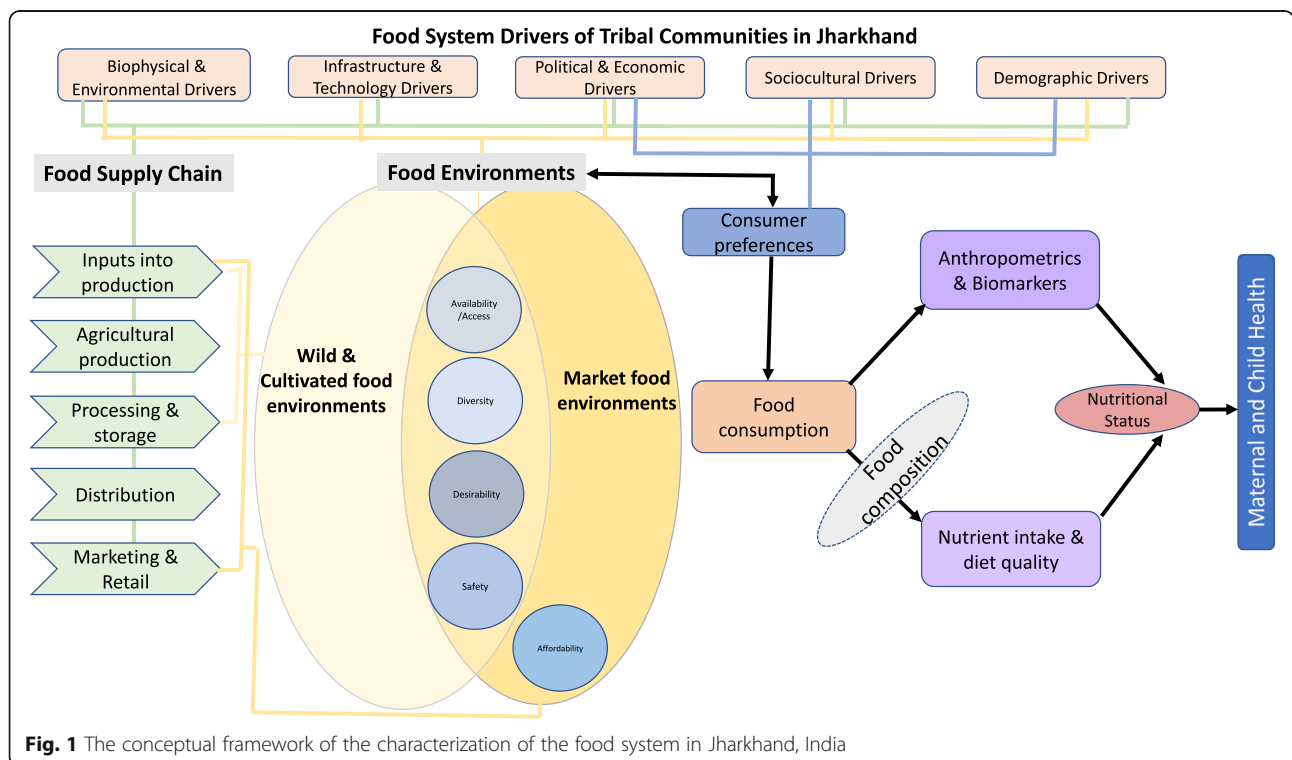 Food System Drivers of Tribal Communities in Jharkhand
Biophysical &
Environmental Drivers
Infrastructure &
Technology Drivers
Political & Economic
Drivers
Sociocultural Drivers
Demographic Drivers
Food Supply Chain
Food Environments
Consumer
preferences
Inputs into
production
Agricultural
production
Processing &
storage
Distribution
Marketing &
Retail
Wild &
Cultivated food
environments
Availability
/Access
Diversity
Desirability
Safety
Affordability
Market food
environments
Food
consumption
Food
composition
Anthropometrics
& Biomarkers
Nutrient intake &
diet quality
Nutritional
Status
Maternal and Child Health
Fig. 1 The conceptual framework of the characterization of the food system in Jharkhand, India